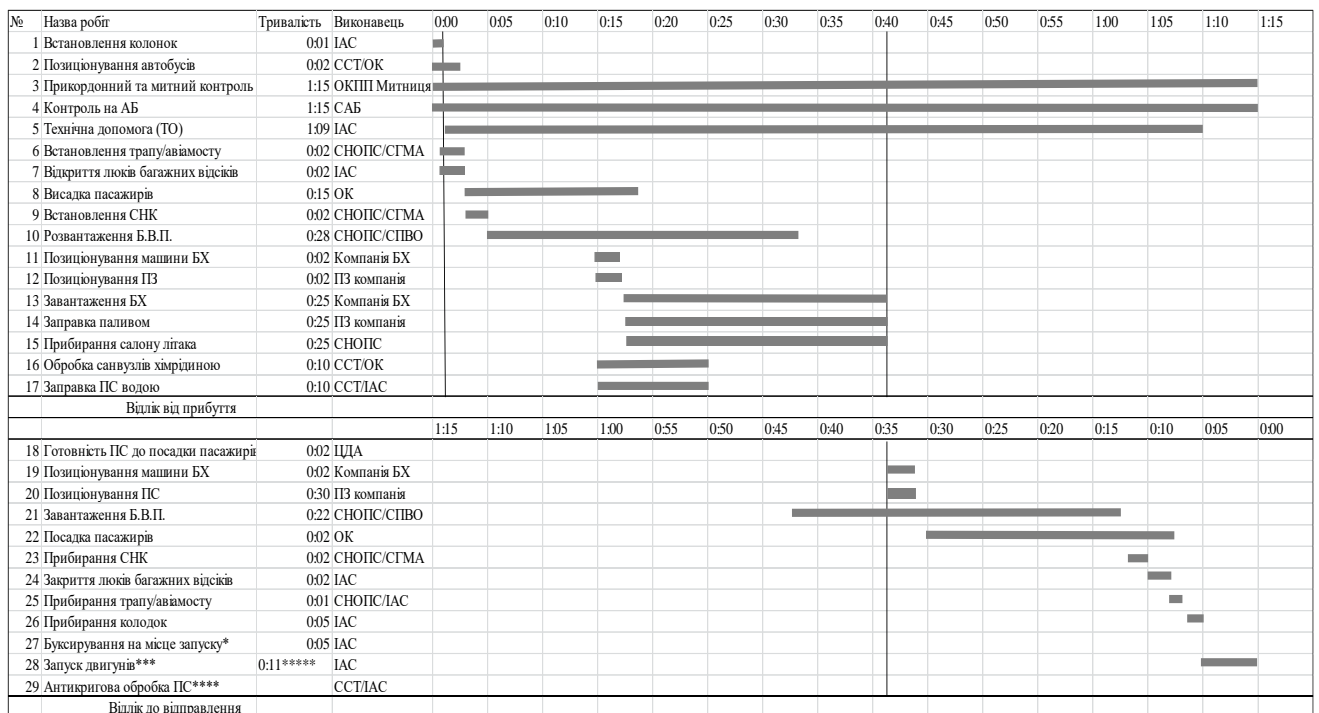 № Назва робіт Тривалість Виконавець 0:00 0:05 0:10 0:15 0:20 0:25 0:30 0:35 0:40 0:45 0:50 0:55 1:00 1:05 1:10 1:15
1 Встановлення колонок 0:01 ІАС
2 Позиціонування автобусів 0:02 ССТ/ОК
3 Прикордонний та митний контроль 1:15 ОКПП Митниця
4 Контроль на АБ 1:15 САБ
5 Технічна допомога (ТО) 1:09 ІАС
6 Встановлення трапу/авіамосту 0:02 СНОПС/СГМА
7 Відкриття люків багажних відсіків 0:02 ІАС
8 Висадка пасажирів 0:15 ОК
9 Встановлення СНК 0:02 СНОПС/СГМА
10 Розвантаження Б.В.П. 0:28 СНОПС/СПВО
11 Позиціонування машини БХ 0:02 Компанія БХ
12 Позиціонування ПЗ 0:02 ПЗ компанія
13 Завантаження БХ 0:25 Компанія БХ
14 Заправка паливом 0:25 ПЗ компанія
15 Прибирання салону літака 0:25 СНОПС
16 Обробка санвузлів хімрідиною 0:10 ССТ/ОК
17 Заправка ПС водою 0:10 ССТ/ІАС
Відлік від прибуття
1:15 1:10 1:05 1:00 0:55 0:50 0:45 0:40 0:35 0:30 0:25 0:20 0:15 0:10 0:05 0:00
18 Готовність ПС до посадки пасажирів 0:02 ЦДА
19 Позиціонування машини БХ 0:02 Компанія БХ
20 Позиціонування ПС 0:30 ПЗ компанія
21 Завантаження Б.В.П. 0:22 СНОПС/СПВО
22 Посадка пасажирів 0:02 ОК
23 Прибирання СНК 0:02 СНОПС/СГМА
24 Закриття люків багажних відсіків 0:02 ІАС
25 Прибирання трапу/авіамосту 0:01 СНОПС/ІАС
26 Прибирання колодок 0:05 ІАС
27 Буксирування на місце запуску* 0:05 ІАС
28 Запуск двигунів*** 0:11***** ІАС
29 Антикригова обробка ПС**** ССТ/ІАС
Відлік до відправлення